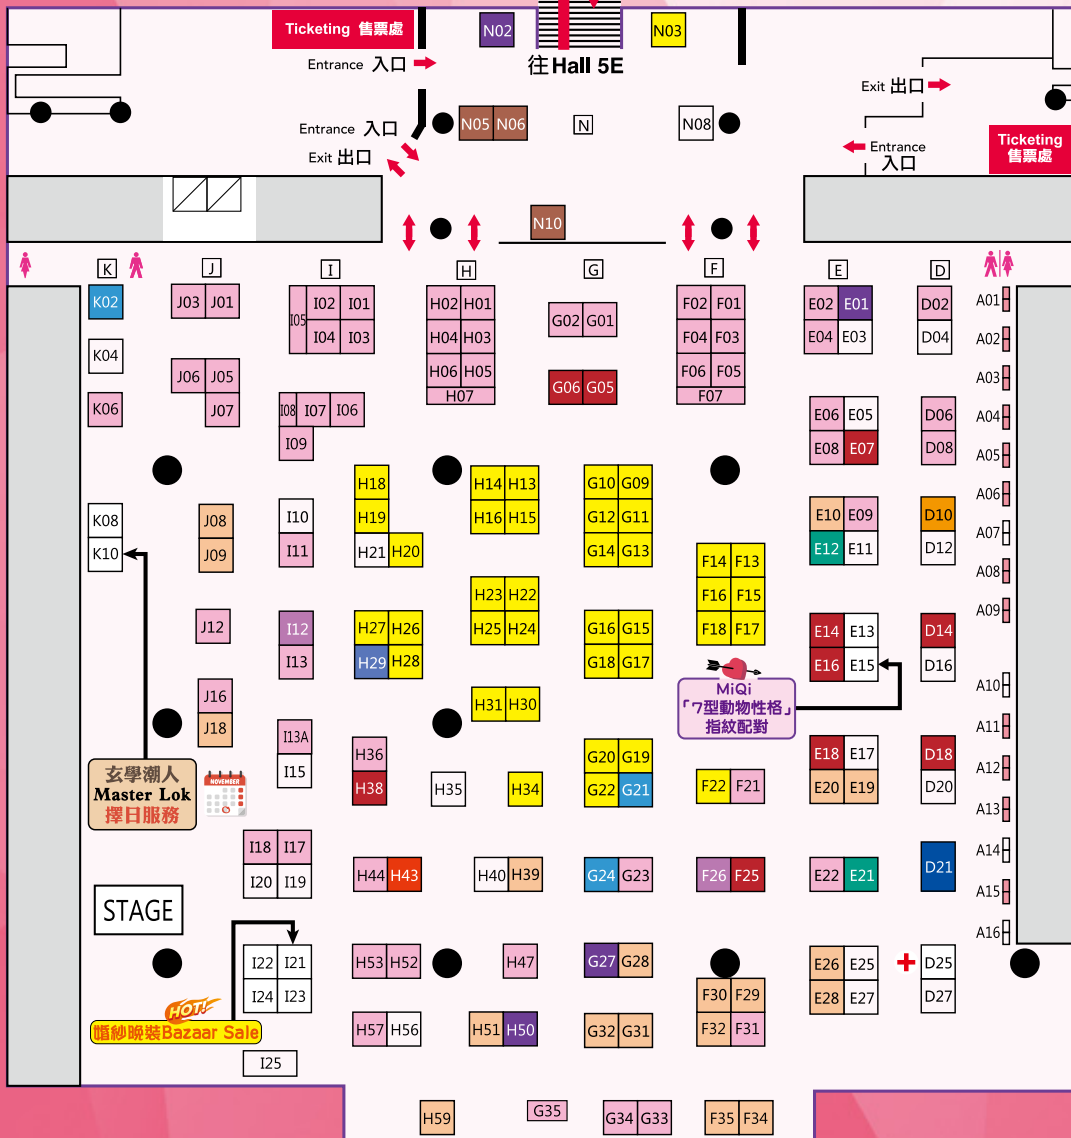 Ticketing 售票處
N02
N03
Entrance 入口
往Hall 5E
Exit 出口
N05 N06
N
N08
Entrance 入口
Exit 出口
Entrance
入口
Ticketing
售票處
N10
K
J
I
H
G
F
E
D
K02
J03 J01
I05 I02 I01
H02 H01
G02 G01
F02 F01
E02 E01
D02
A01
K04
I04 I03
H04 H03
F04 F03
E04 E03
D04
A02
J06 J05
H06 H05
G06 G05
F06 F05
A03
H07
F07
K06
J07
I08 I07 I06
E06 E05
D06
A04
I09
E08 E07
D08
A05
H18
H14 H13
G10 G09
A06
K08
J08
I10
H19
H16 H15
G12 G11
E10 E09
D10
A07
K10
J09
I11
H21 H20
G14 G13
F14 F13
E12 E11
D12
A08
H23 H22
F16 F15
A09
J12
I12
H27 H26
H25 H24
G16 G15
F18 F17
E14 E13
D14
I13
H29 H28
G18 G17
E16 E15
D16
MiQi
「7型動物性格」
指紋配對
A10
J16
H31 H30
J18
I13A
A11
H36
G20 G19
E18 E17
D18
A12
I15
玄學潮人
Master Lok
擇日服務
NOVEMBER
H38
H35
H34
G22 G21
F22 F21
E20 E19
D20
A13
I18 I17
A14
I20 I19
H44 H43
H40 H39
G24 G23
F26 F25
E22 E21
D21
A15
STAGE
A16
I22 I21
H53 H52
H47
G27 G28
E26 E25
D25
I24 I23
F30 F29
E28 E27
D27
HOT!
婚紗晚裝Bazaar Sale
H57 H56
H51 H50
G32 G31
F32 F31
I25
H59
G35
G34 G33
F35 F34